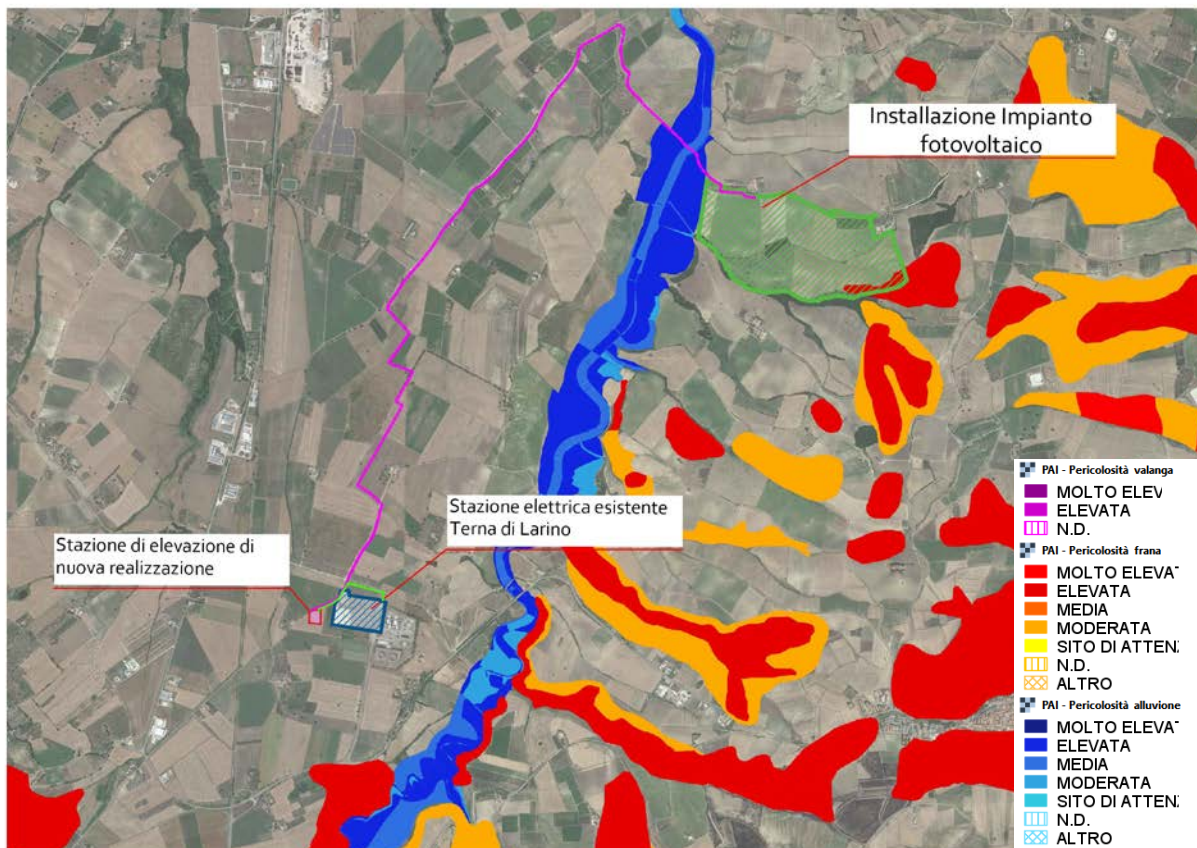 Installazione Impianto
fotovoltaico
Stazione elettrica esistente
Terna di Larino
Stazione di elevazione di
nuova realizzazione
PAI - Pericolosità valanga
MOLTO ELEV
ELEVATA
N.D.
PAI - Pericolosità frana
MOLTO ELEVAT
ELEVATA
MEDIA
MODERATA
SITO DI ATTENZ
N.D.
ALTRO
PAI - Pericolosità alluvione
MOLTO ELEVAT
ELEVATA
MEDIA
MODERATA
SITO DI ATTENZ
N.D.
ALTRO